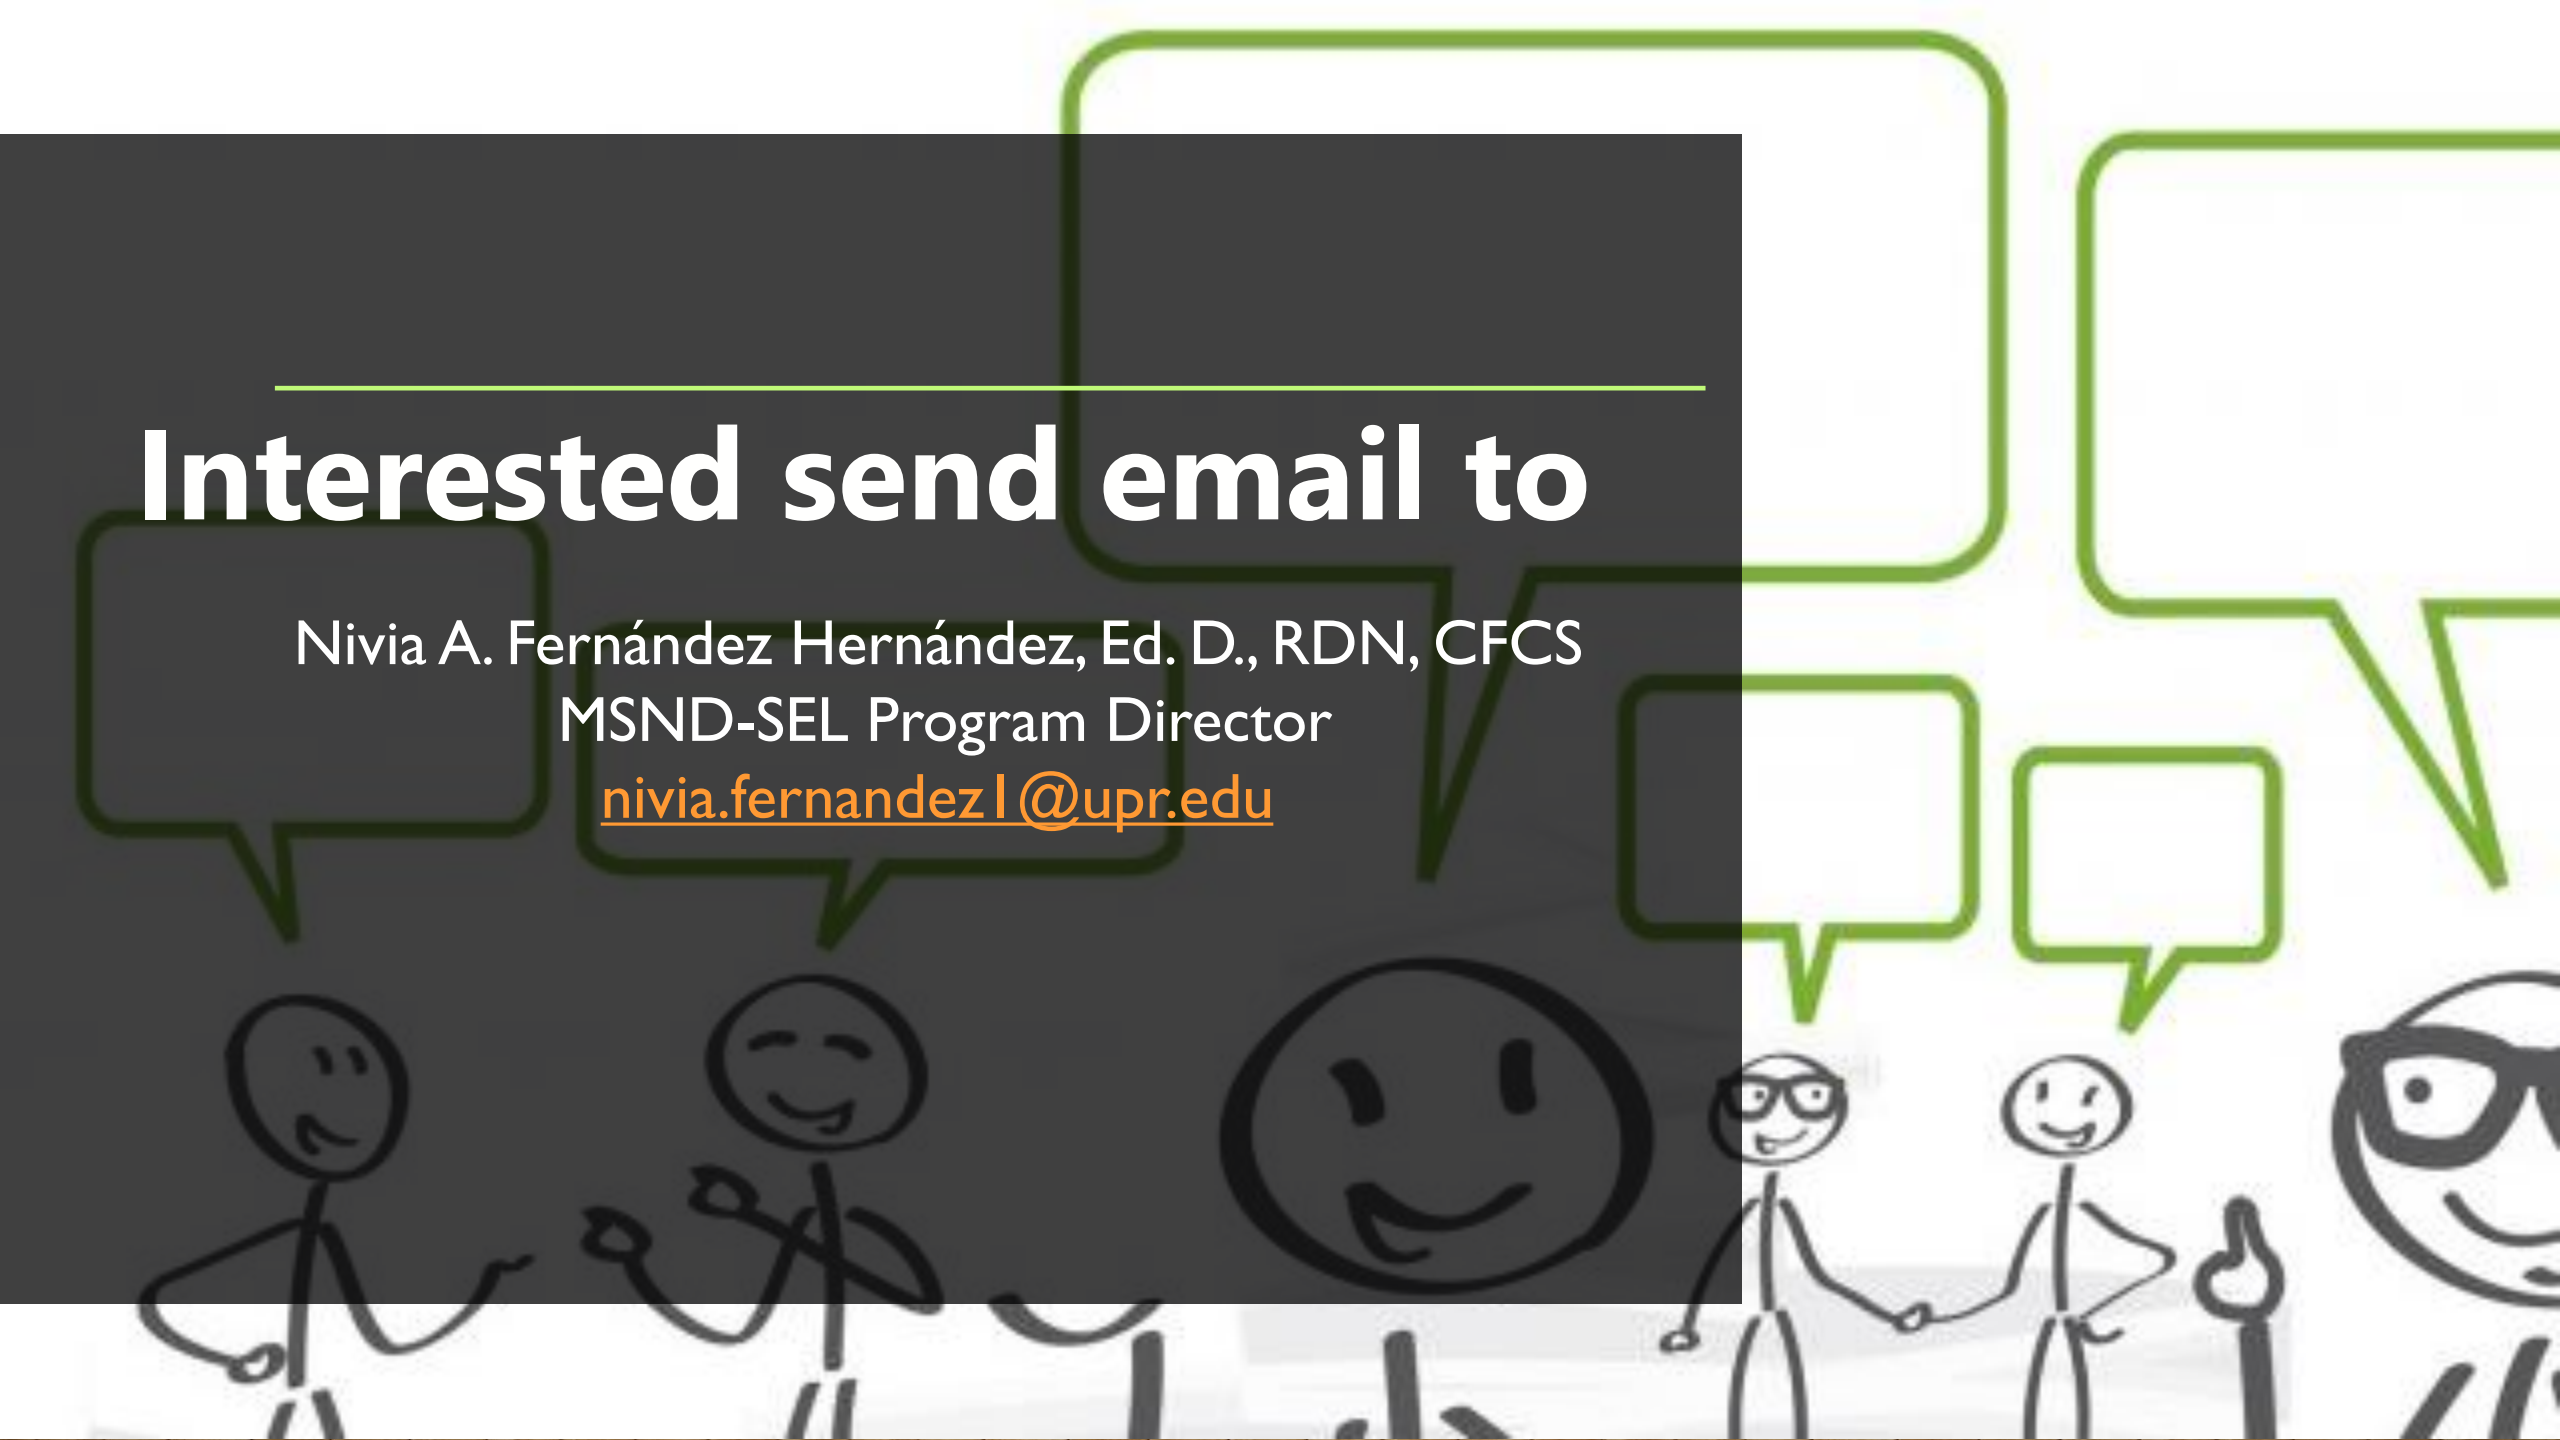 Interested send email to
Nivia A. Fernández Hernández, Ed. D., RDN, CFCS
MSND-SEL Program Director
nivia.fernandez1@upr.edu